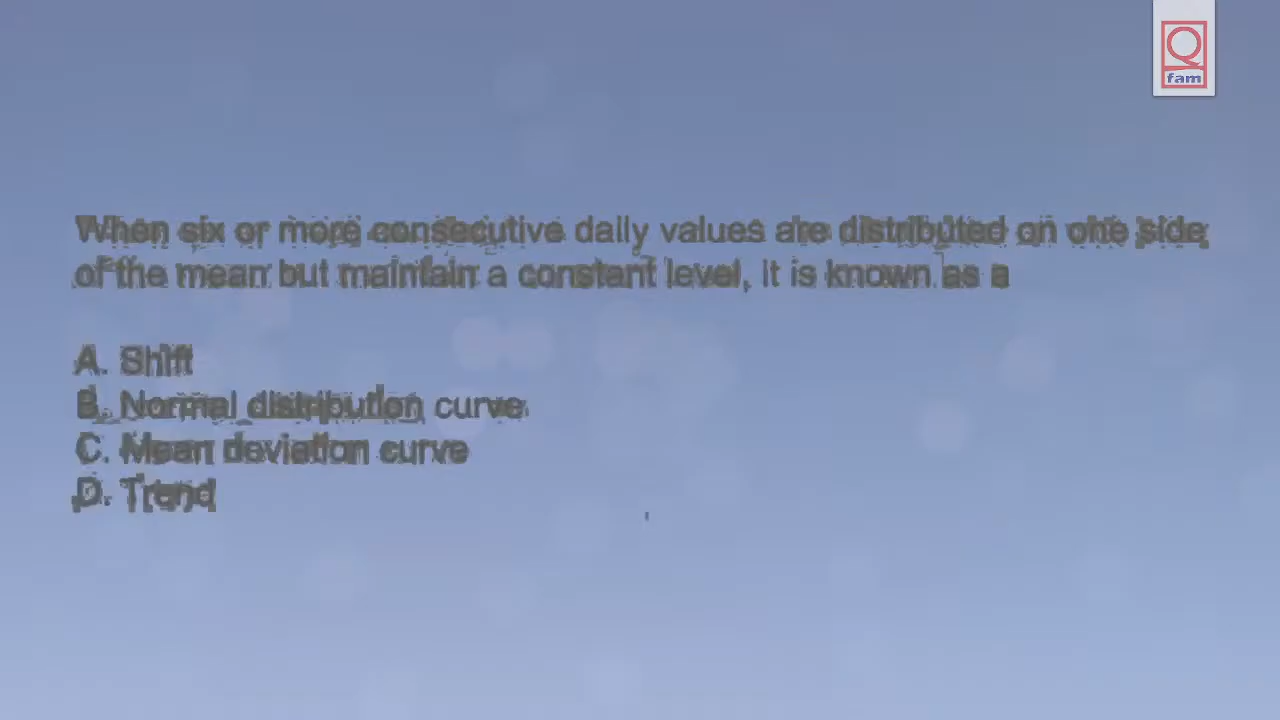 Q
fam
When six or more consecutive daily values are distributed on one side
of the mean but maintain a constant level, it is known as a
A. Shift
B. Normal distribution curve
C. Mean deviation curve
D. Trend